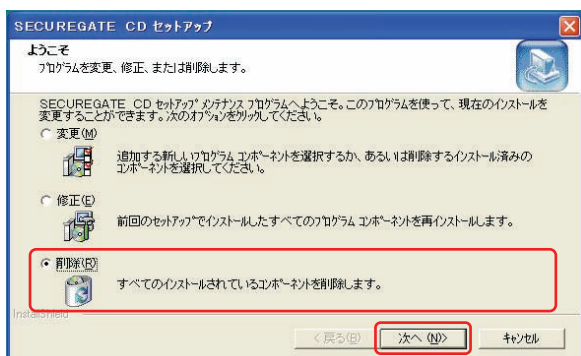 SECUREGATE CD セットアップ
ようこそ
プログラムを変更、修正、または削除します。
SECUREGATE CD セットアップ メンテナンス プログラムへようこそ。このプログラムを使って、現在のインストールを
変更することができます。次のオプションをクリックしてください。
変更(M)
追加する新しいプログラム コンポーネントを選択するか、あるいは削除するインストール済みの
コンポーネントを選択してください。
修正(E)
前回のセットアップでインストールしたすべてのプログラム コンポーネントを再インストールします。
削除(R)
すべてのインストールされているコンポーネントを削除します。
InstallShield
< 戻る(B)
次へ (N)>
キャンセル